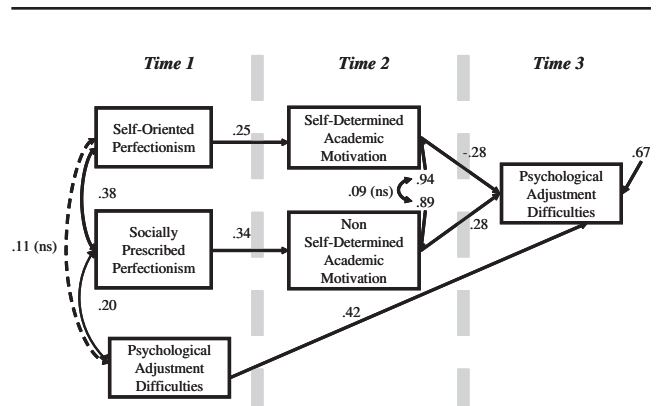 Time 1
Time 2
Time 3
Self-Oriented
Perfectionism
.25
Self-Determined
Academic
Motivation
-.28
.67
.94
.09 (ns)
.89
Psychological
Adjustment
Difficulties
.38
.11 (ns)
Socially
Prescribed
Perfectionism
.34
Non
Self-Determined
Academic
Motivation
.28
.20
.42
Psychological
Adjustment
Difficulties